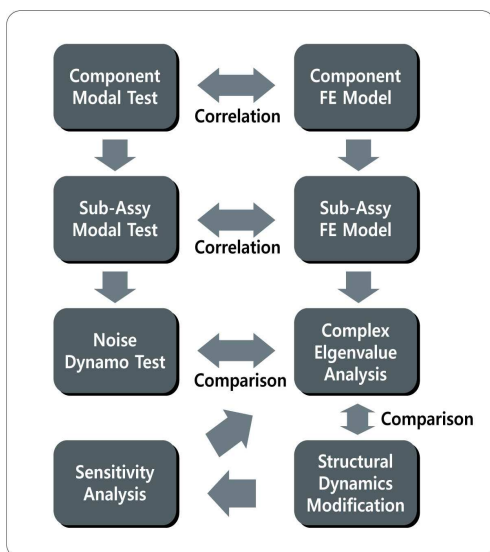 Component
Modal Test
Component
FE Model
Correlation
Sub-Assy
Modal Test
Sub-Assy
FE Model
Correlation
Noise
Dynamo Test
Complex
Elgenvalue
Analysis
Comparison
Comparison
Sensitivity
Analysis
Structural
Dynamics
Modification